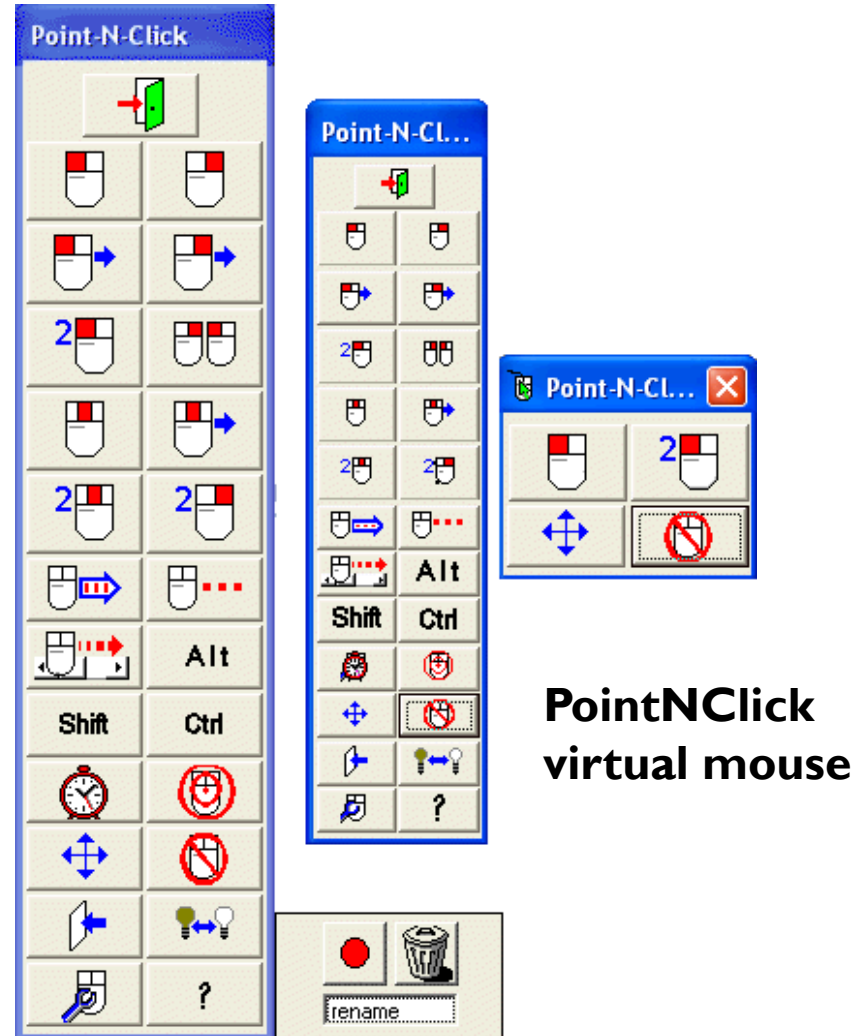 Point-N-Click
2
2 2
Alt
Shift Ctrl
?
Point-N-Cl...
2
2 2
Alt
Shift Ctrl
?
Point-N-Cl...
2
PointNClick
virtual mouse
rename